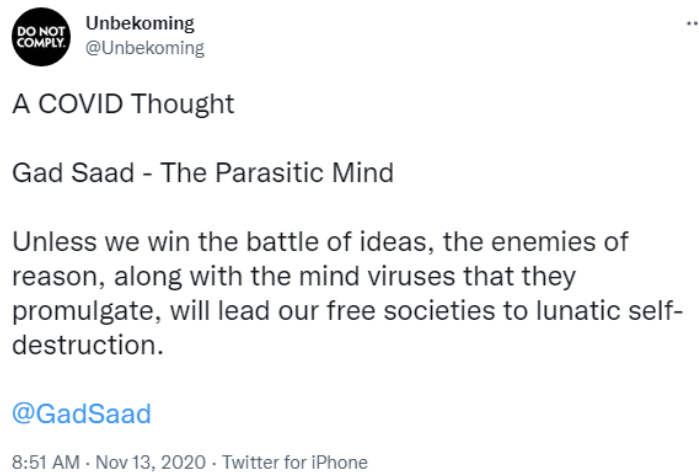 DO NOT
COMPLY.
Unbekoming
@Unbekoming
A COVID Thought
Gad Saad - The Parasitic Mind
Unless we win the battle of ideas, the enemies of
reason, along with the mind viruses that they
promulgate, will lead our free societies to lunatic self-
destruction.
@GadSaad
8:51 AM · Nov 13, 2020 · Twitter for iPhone